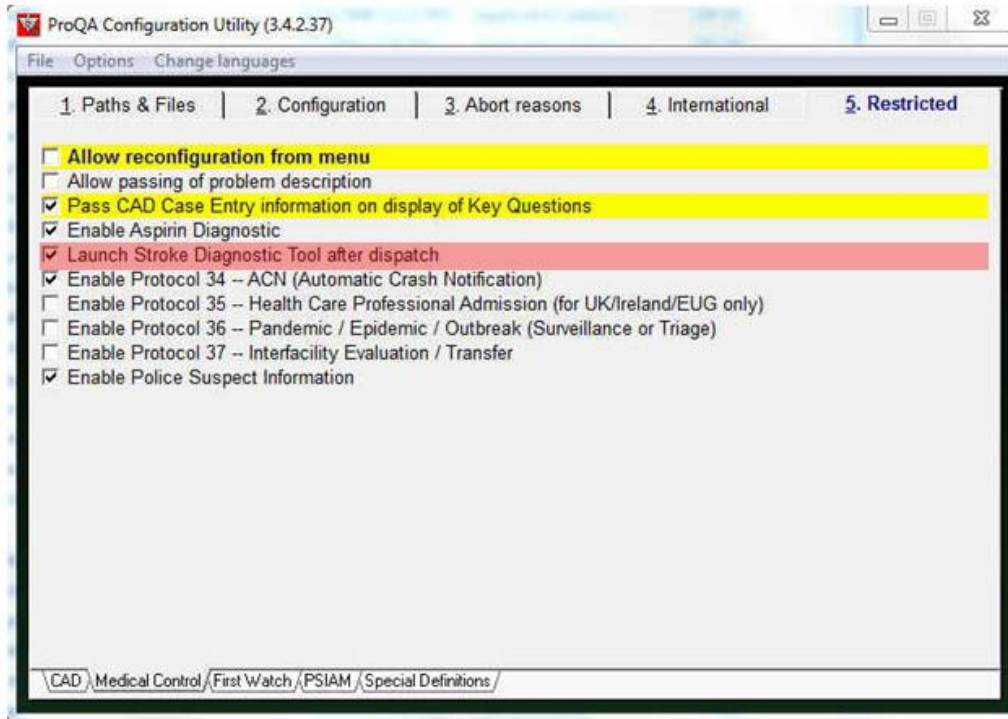 ProQA Configuration Utility (3.4.2.37)
File Options Change languages
1. Paths & Files 2. Configuration 3. Abort reasons 4. International 5. Restricted
Allow reconfiguration from menu
Allow passing of problem description
Pass CAD Case Entry information on display of Key Questions
Enable Aspirin Diagnostic
Launch Stroke Diagnostic Tool after dispatch
Enable Protocol 34 -- ACN (Automatic Crash Notification)
Enable Protocol 35 -- Health Care Professional Admission (for UK/Ireland/EUG only)
Enable Protocol 36 -- Pandemic / Epidemic / Outbreak (Surveillance or Triage)
Enable Protocol 37 -- Interfacility Evaluation / Transfer
Enable Police Suspect Information
CAD Medical Control First Watch PSIAM Special Definitions